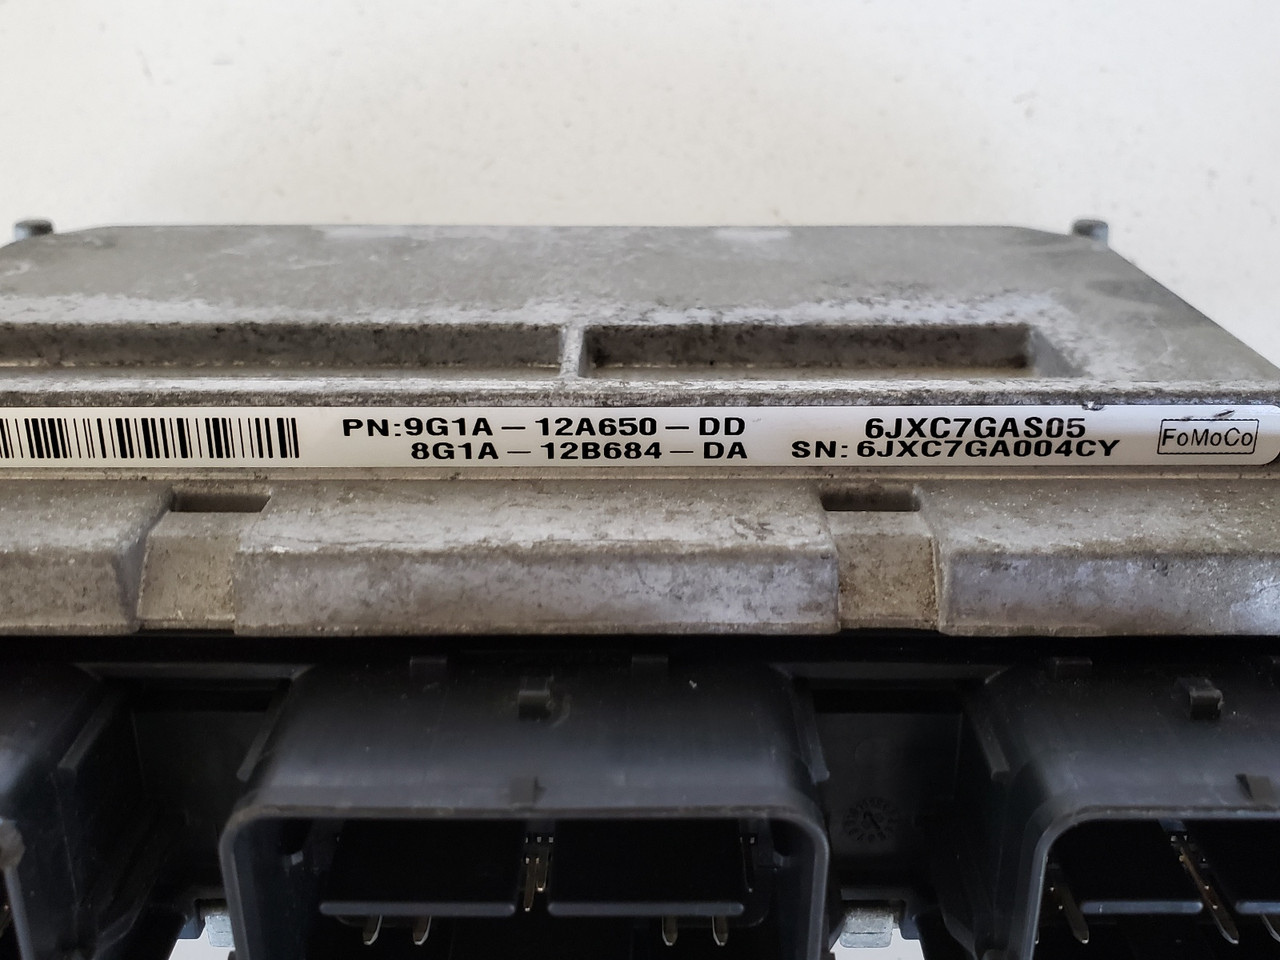 PN:9G1A-12A650-DD 6JXC7GAS05
8G1A-12B684-DA SN:6JXC7GA004CY
FoMoCo